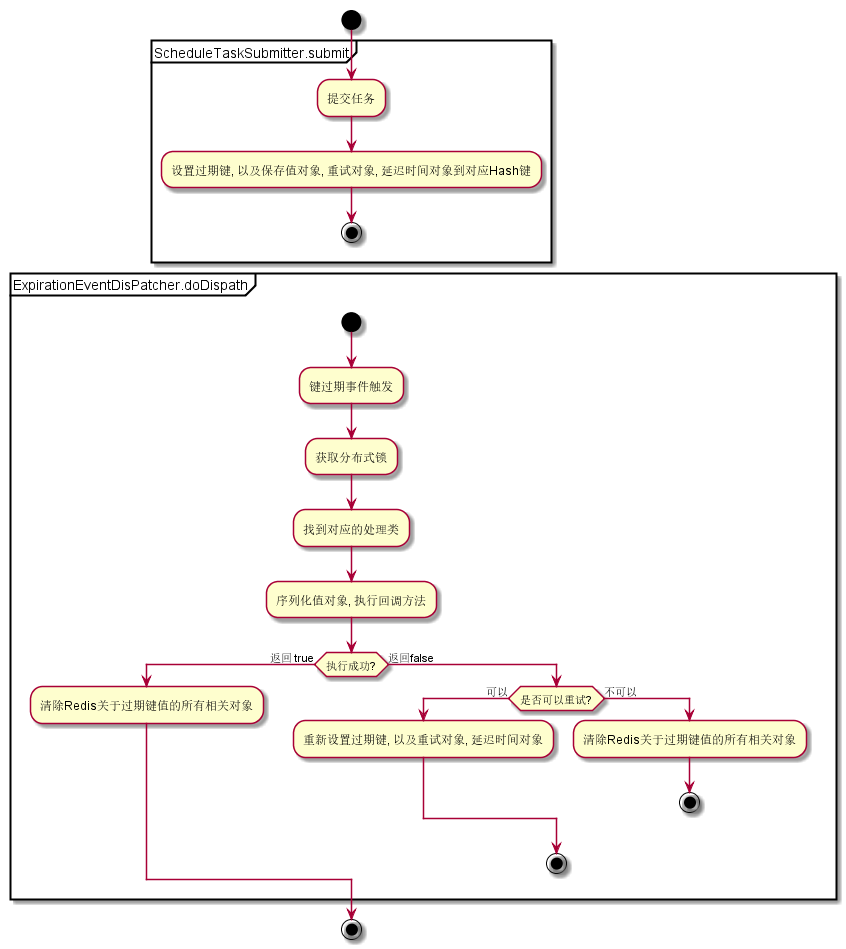 ScheduleTaskSubmitter.submit
提交任务
设置过期键, 以及保存值对象, 重试对象, 延迟时间对象到对应Hash键
ExpirationEventDisPatcher.doDispath
键过期事件触发
获取分布式锁
找到对应的处理类
序列化值对象, 执行回调方法
返回 true
执行成功?
返回false
清除Redis关于过期键值的所有相关对象
可以
是否可以重试?
不可以
重新设置过期键, 以及重试对象, 延迟时间对象
清除Redis关于过期键值的所有相关对象